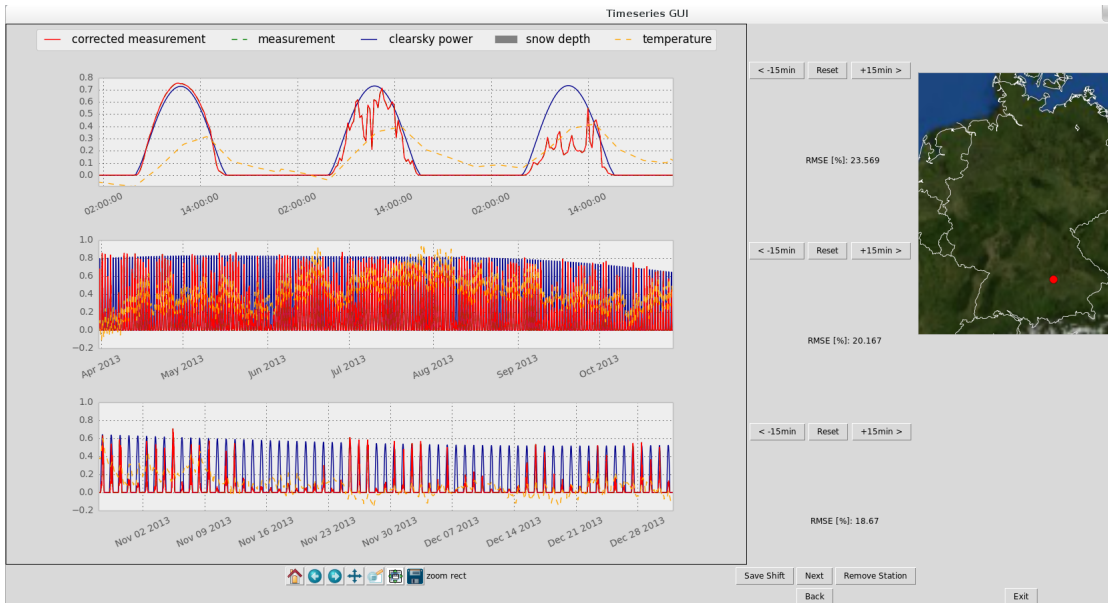 Timeseries GUI
corrected measurement measurement clearsky power snow depth temperature
0.8
0.7
0.6
0.5
0.4
0.3
0.2
0.1
0.0
02:00:00 14:00:00 02:00:00 14:00:00 02:00:00 14:00:00
< -15min Reset +15min >
RMSE [%]: 23.569
1.0
0.8
0.6
0.4
0.2
0.0
−0.2
Apr 2013 May 2013 Jun 2013 Jul 2013 Aug 2013 Sep 2013 Oct 2013
< -15min Reset +15min >
RMSE [%]: 20.167
1.0
0.8
0.6
0.4
0.2
0.0
−0.2
Nov 02 2013 Nov 09 2013 Nov 16 2013 Nov 23 2013 Nov 30 2013 Dec 07 2013 Dec 14 2013 Dec 21 2013 Dec 28 2013
< -15min Reset +15min >
RMSE [%]: 18.67
zoom rect
Save Shift Next Remove Station
Back Exit